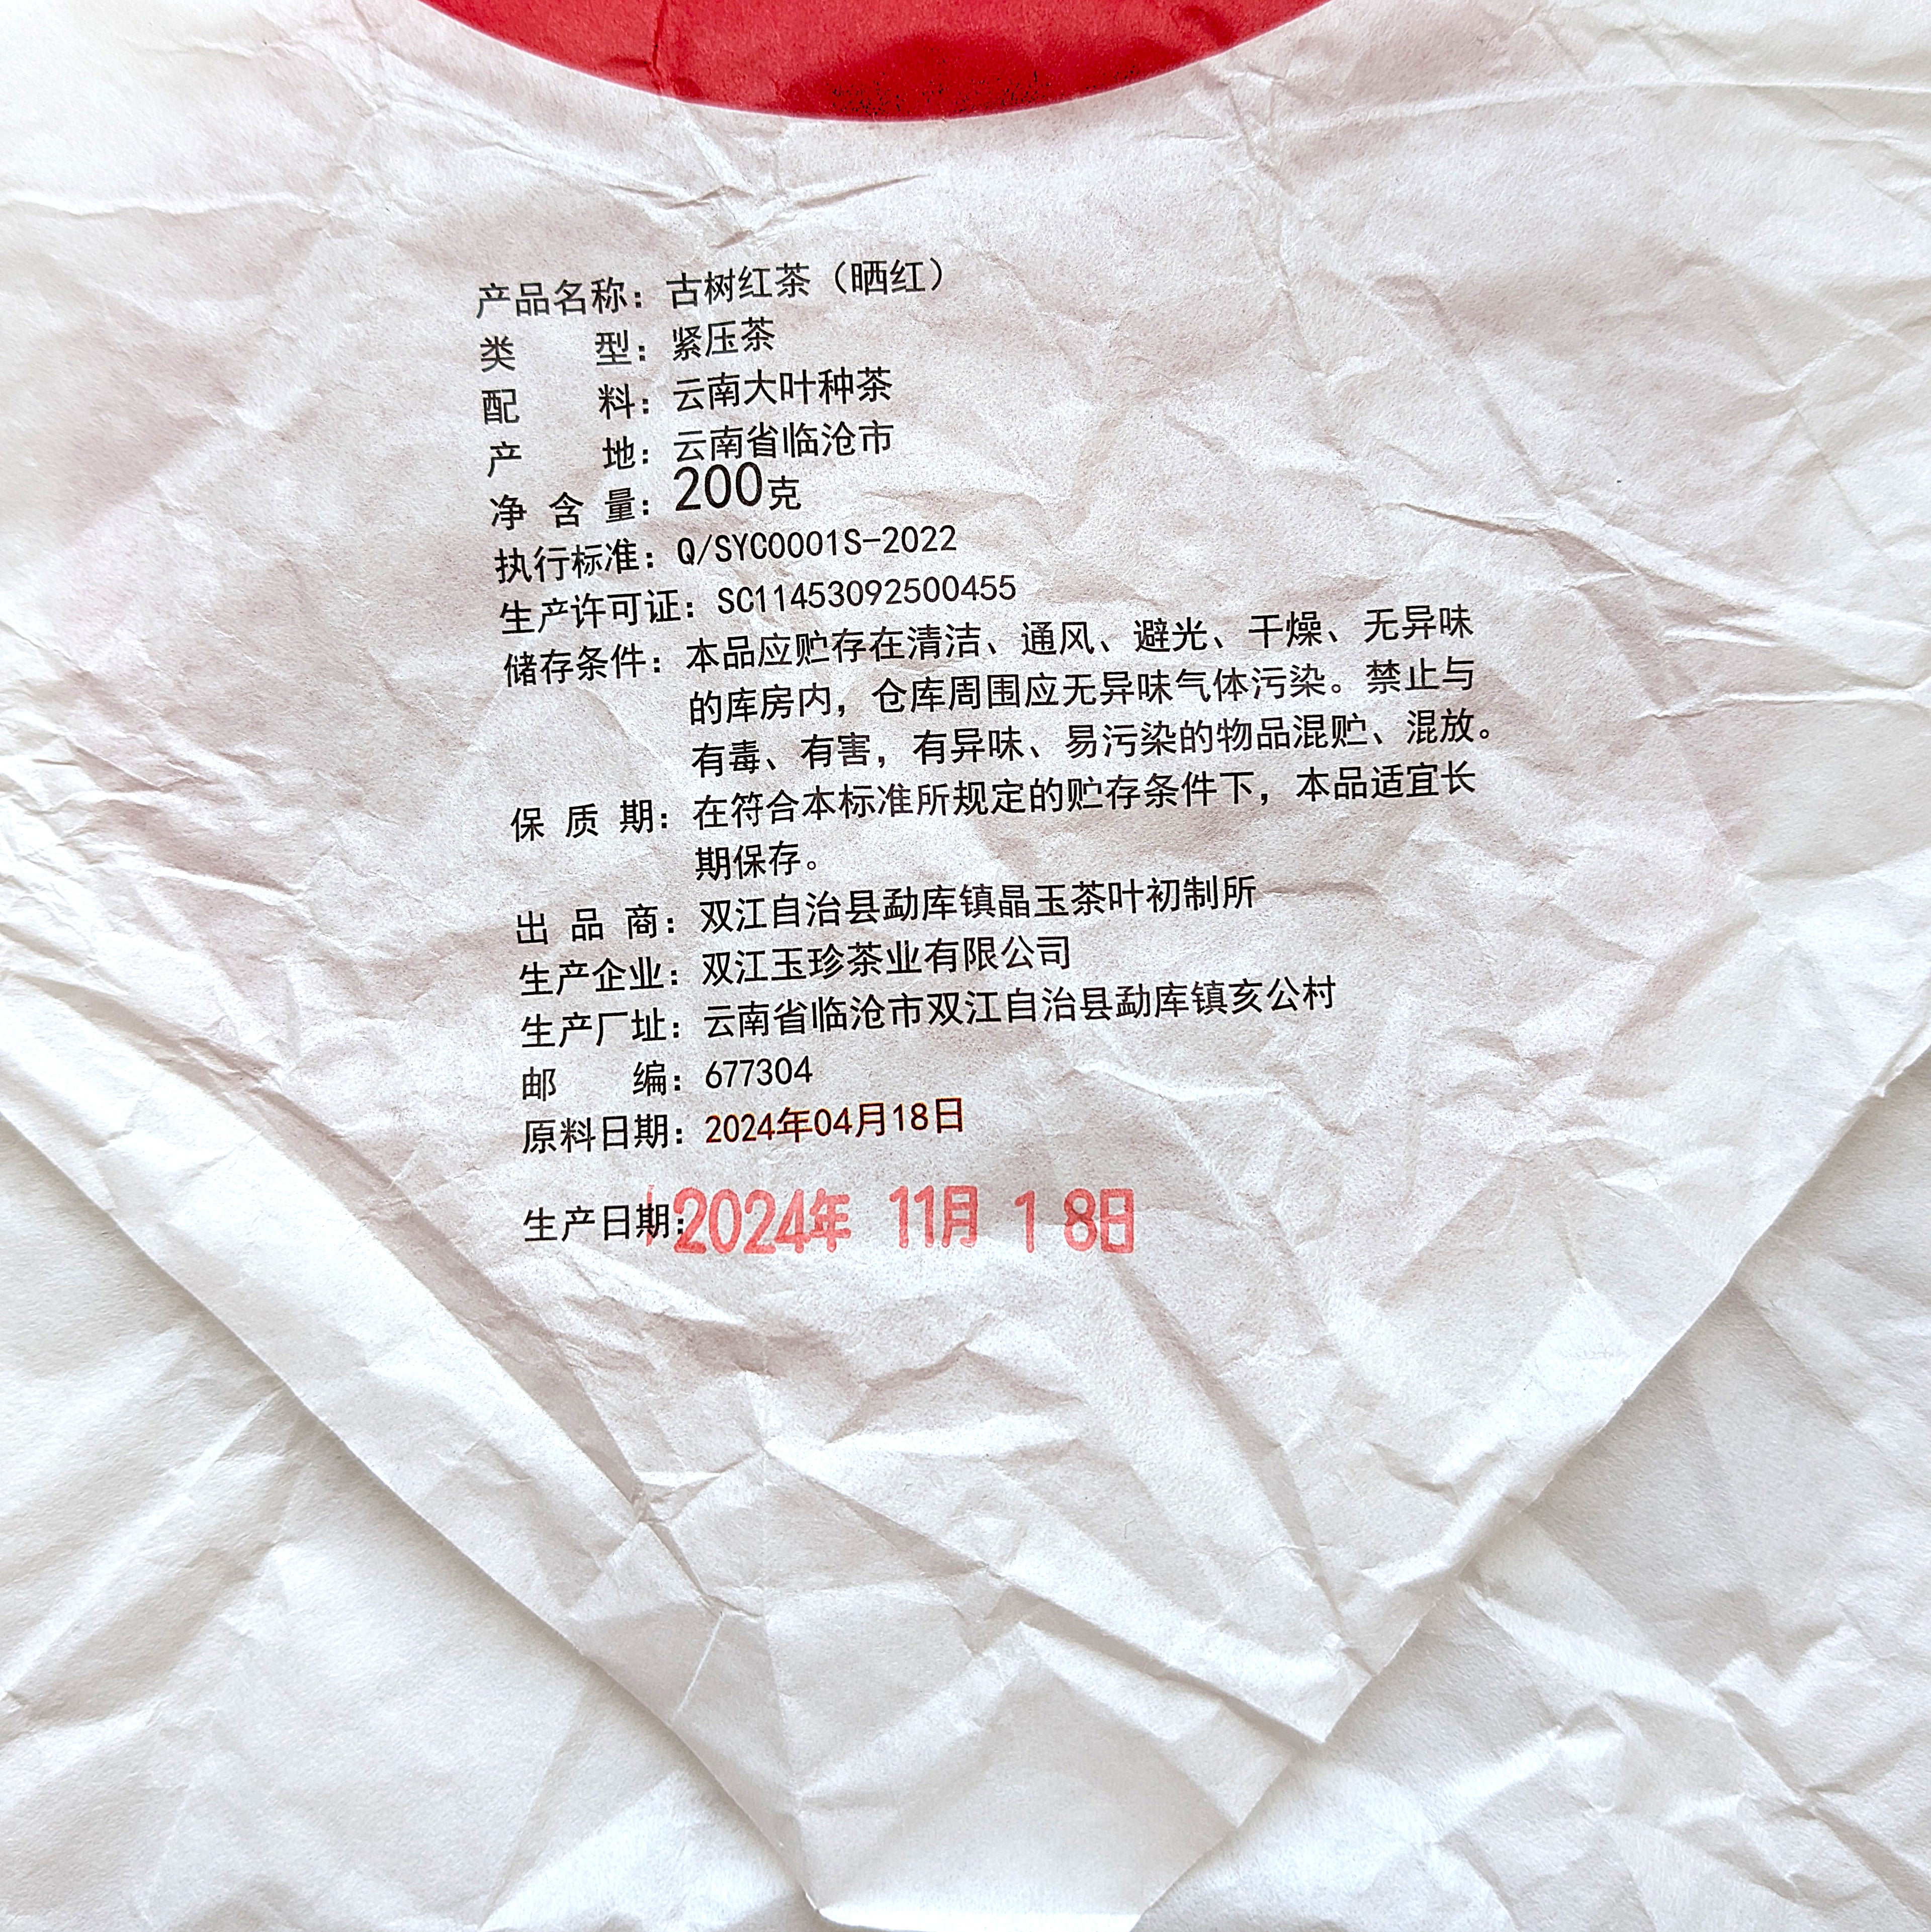 产品名称：古树红茶（晒红）
类型：紧压茶
配料：云南大叶种茶
产地：云南省临沧市
净含量：200克
执行标准：Q/SYC0001S-2022
生产许可证：SC11453092500455
储存条件：本品应贮存在清洁、通风、避光、干燥、无异味
的库房内，仓库周围应无异味气体污染。禁止与
有毒、有害，有异味、易污染的物品混贮、混放。
保质期：在符合本标准所规定的贮存条件下，本品适宜长
期保存。
出品商：双江自治县勐库镇晶玉茶叶初制所
生产企业：双江玉珍茶业有限公司
生产厂址：云南省临沧市双江自治县勐库镇亥公村
邮编：677304
原料日期：2024年04月18日
生产日期：2024年 11月 18日